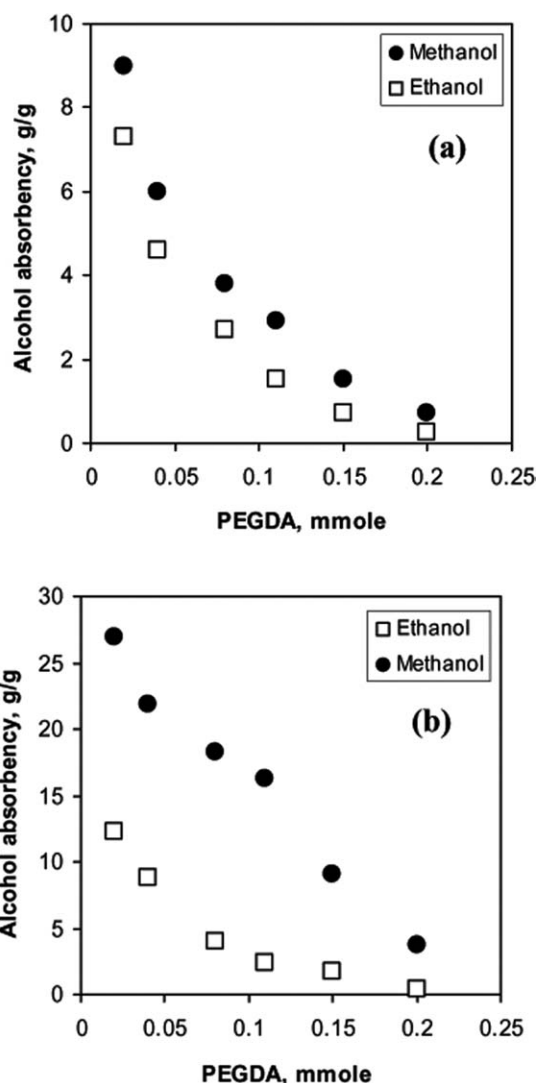 10
8
6
4
2
0
Alcohol absorbency, g/g
Methanol
Ethanol
(a)
0 0.05 0.1 0.15 0.2 0.25
PEGDA, mmole
30
25
20
15
10
5
0
Alcohol absorbency, g/g
Ethanol
Methanol
(b)
0 0.05 0.1 0.15 0.2 0.25
PEGDA, mmole